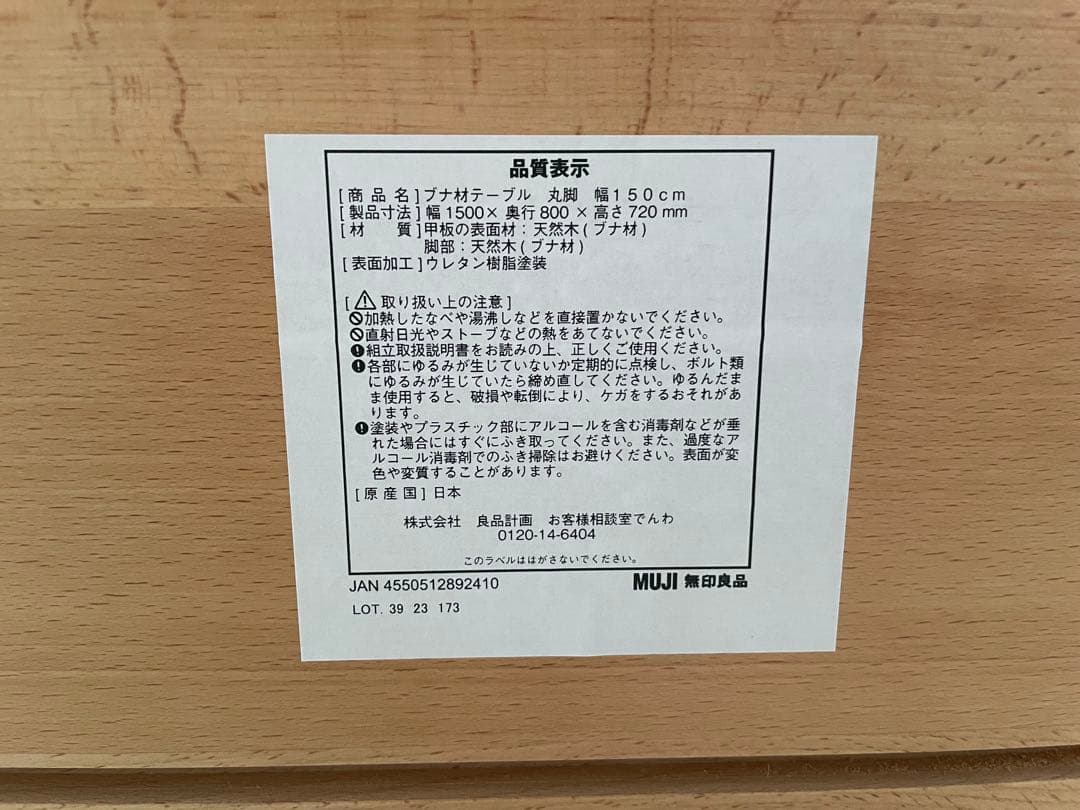 品質表示
[商品名]ブナ材テーブル 丸脚 幅150cm
[製品寸法]幅1500×奥行800×高さ720mm
[材 質]甲板の表面材：天然木(ブナ材)
脚部：天然木(ブナ材)
[表面加工]ウレタン樹脂塗装
[⚠取り扱い上の注意]
🚫加熱したなべや湯沸しなどを直接置かないでください。
🚫直射日光やストーブなどの熱をあてないでください。
❗組立取扱説明書をお読みの上、正しくご使用ください。
❗各部にゆるみが生じていないか定期的に点検し、ボルト類
にゆるみが生じていたら締め直してください。ゆるんだま
ま使用すると、破損や転倒により、ケガをするおそれがあ
ります。
❗塗装やプラスチック部にアルコールを含む消毒剤などが垂
れた場合にはすぐにふき取ってください。また、過度なア
ルコール消毒剤でのふき掃除はお避けください。表面が変
色や変質することがあります。
[原産国]日本
株式会社 良品計画 お客様相談室でんわ
0120-14-6404
このラベルははがさないでください。
JAN 4550512892410 MUJI 無印良品
LOT. 39 23 173